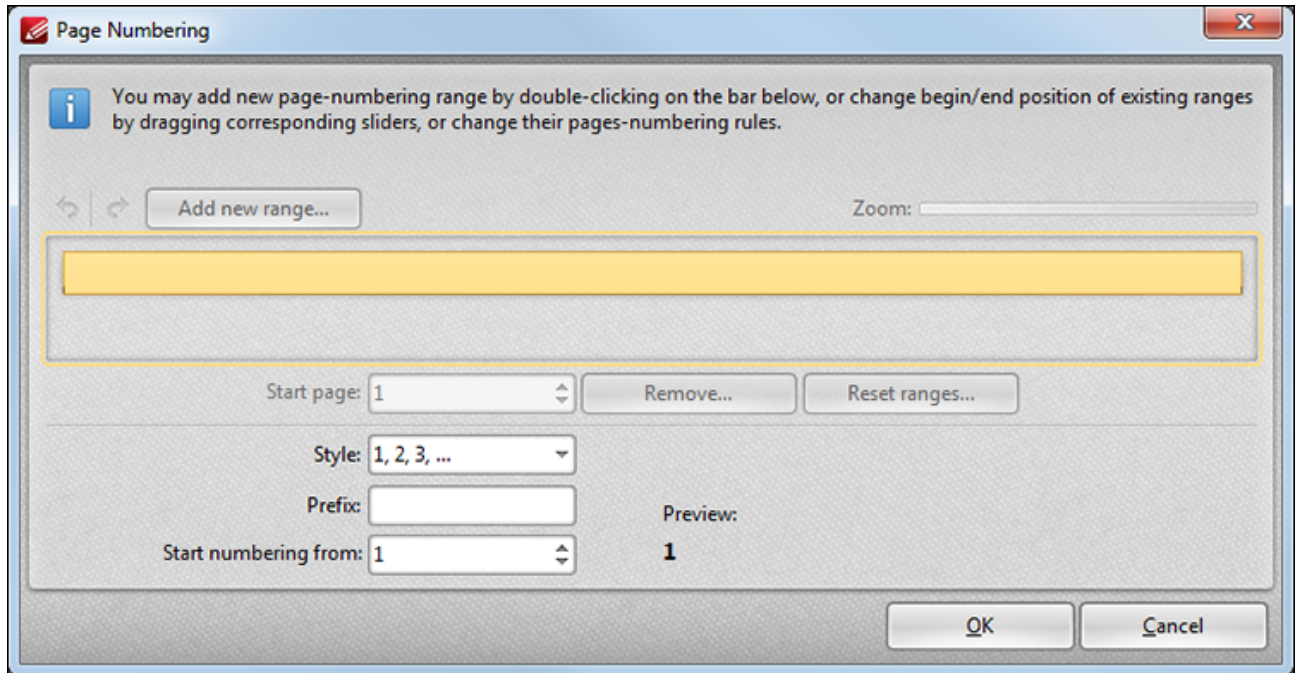 Page Numbering
You may add new page-numbering range by double-clicking on the bar below, or change begin/end position of existing ranges
by dragging corresponding sliders, or change their pages-numbering rules.
Add new range...
Zoom:
Start page: 1
Remove...
Reset ranges...
Style: 1, 2, 3, ...
Prefix:
Preview:
Start numbering from: 1
1
OK
Cancel